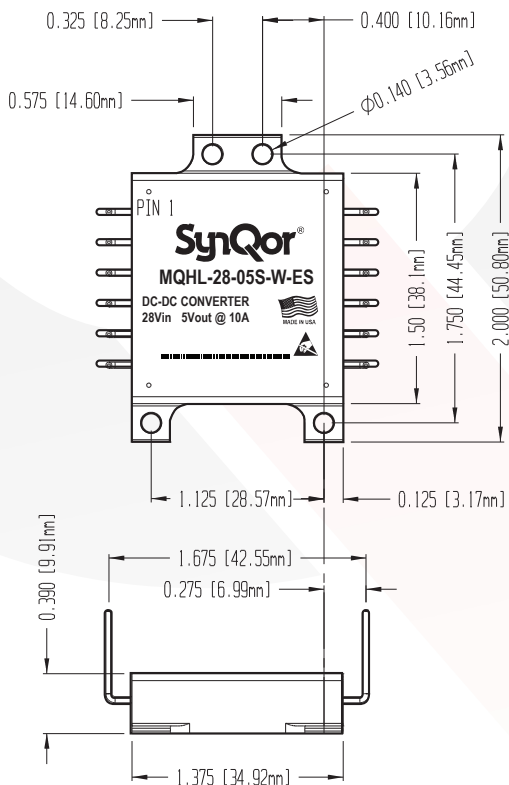 0.325 [8.25mm]
0.400 [10.16mm]
0.575 [14.60mm]
Ø0.140 [3.56mm]
PIN 1
SynQor®
MQHL-28-05S-W-ES
DC-DC CONVERTER
28Vin 5Vout @ 10A
MADE IN USA
1.50 [38.1mm]
1.750 [44.45mm]
2.000 [50.80mm]
1.125 [28.57mm]
0.125 [3.17mm]
1.675 [42.55mm]
0.275 [6.99mm]
0.390 [9.91mm]
1.375 [34.92mm]